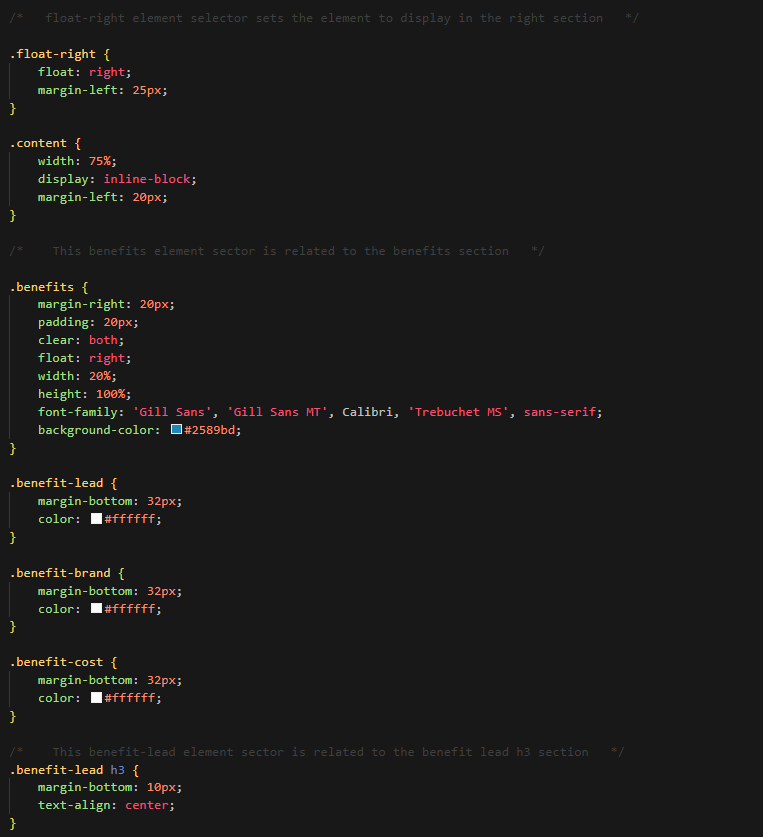 /*   float-right element selector sets the element to display in the right section   */
.float-right {
    float: right;
    margin-left: 25px;
}
.content {
    width: 75%;
    display: inline-block;
    margin-left: 20px;
}
/*    This benefits element sector is related to the benefits section   */
.benefits {
    margin-right: 20px;
    padding: 20px;
    clear: both;
    float: right;
    width: 20%;
    height: 100%;
    font-family: 'Gill Sans', 'Gill Sans MT', Calibri, 'Trebuchet MS', sans-serif;
    background-color: #2589bd;
}
.benefit-lead {
    margin-bottom: 32px;
    color: #ffffff;
}
.benefit-brand {
    margin-bottom: 32px;
    color: #ffffff;
}
.benefit-cost {
    margin-bottom: 32px;
    color: #ffffff;
}
/*    This benefit-lead element sector is related to the benefit lead h3 section   */
.benefit-lead h3 {
    margin-bottom: 10px;
    text-align: center;
}